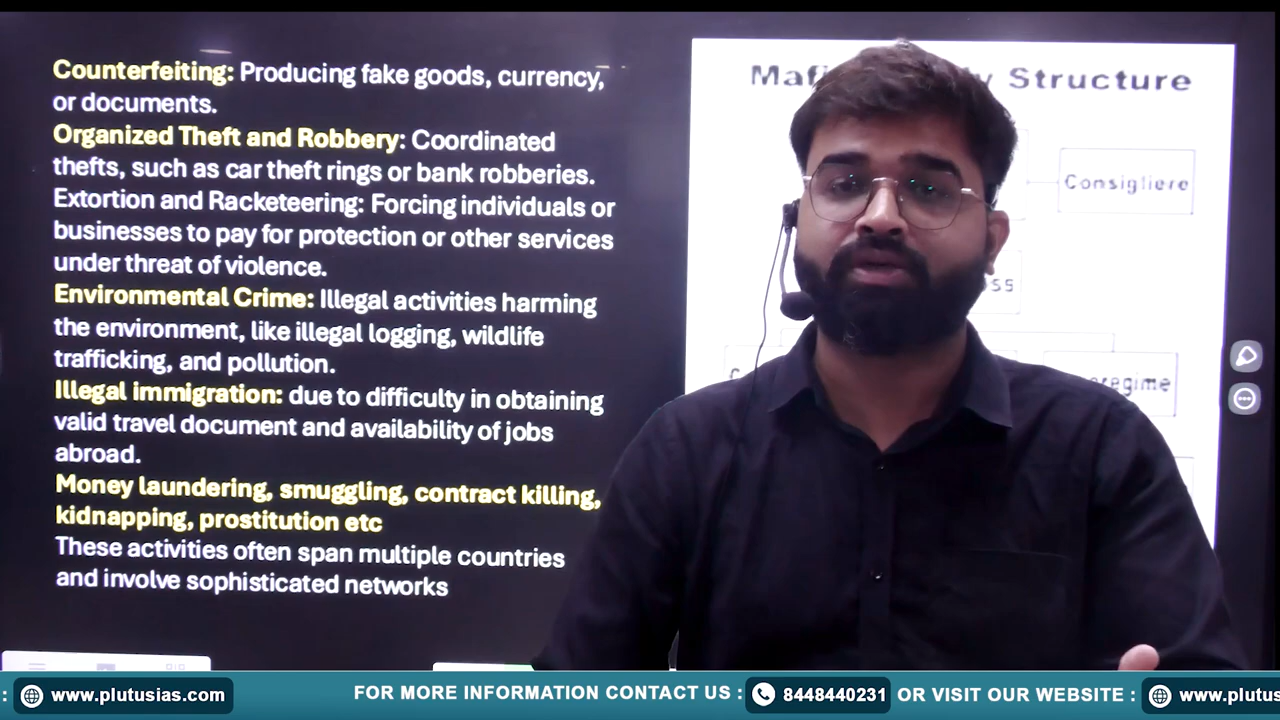 Counterfeiting: Producing fake goods, currency,
or documents.
Organized Theft and Robbery: Coordinated
thefts, such as car theft rings or bank robberies.
Extortion and Racketeering: Forcing individuals or
businesses to pay for protection or other services
under threat of violence.
Environmental Crime: Illegal activities harming
the environment, like illegal logging, wildlife
trafficking, and pollution.
Illegal immigration: due to difficulty in obtaining
valid travel document and availability of jobs
abroad.
Money laundering, smuggling, contract killing,
kidnapping, prostitution etc
These activities often span multiple countries
and involve sophisticated networks
Structure
Consigliere
: www.plutusias.com FOR MORE INFORMATION CONTACT US : 8448440231 OR VISIT OUR WEBSITE : www.plutus